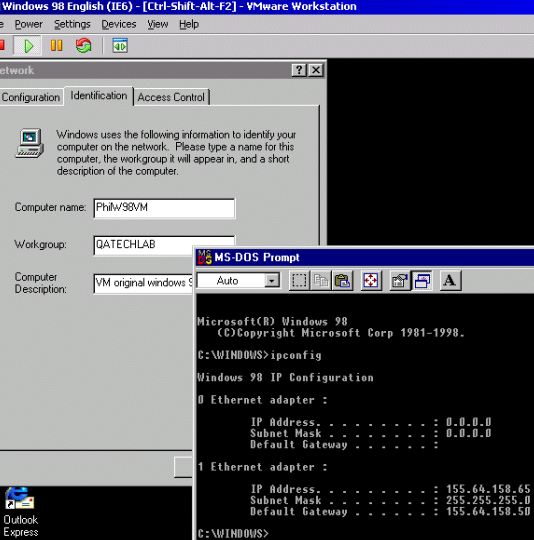 Windows 98 English (IE6) - [Ctrl-Shift-Alt-F2] - VMware Workstation
Power Settings Devices View Help
etwork
Configuration Identification Access Control
Windows uses the following information to identify your
computer on the network. Please type a name for this
computer, the workgroup it will appear in, and a short
description of the computer.
Computer name: PhilW98VM
Workgroup: QATECHLAB
Computer
Description:
VM original windows 9
MS-DOS Prompt
Auto
A
Microsoft(R) Windows 98
(C)Copyright Microsoft Corp 1981-1998.
C:\WINDOWS>ipconfig
Windows 98 IP Configuration
0 Ethernet adapter :
IP Address. . . . . . . . . : 0.0.0.0
Subnet Mask . . . . . . . . : 0.0.0.0
Default Gateway . . . . . . :
1 Ethernet adapter :
IP Address. . . . . . . . . : 155.64.158.65
Subnet Mask . . . . . . . . : 255.255.255.0
Default Gateway . . . . . . : 155.64.158.50
C:\WINDOWS>
Outlook
Express